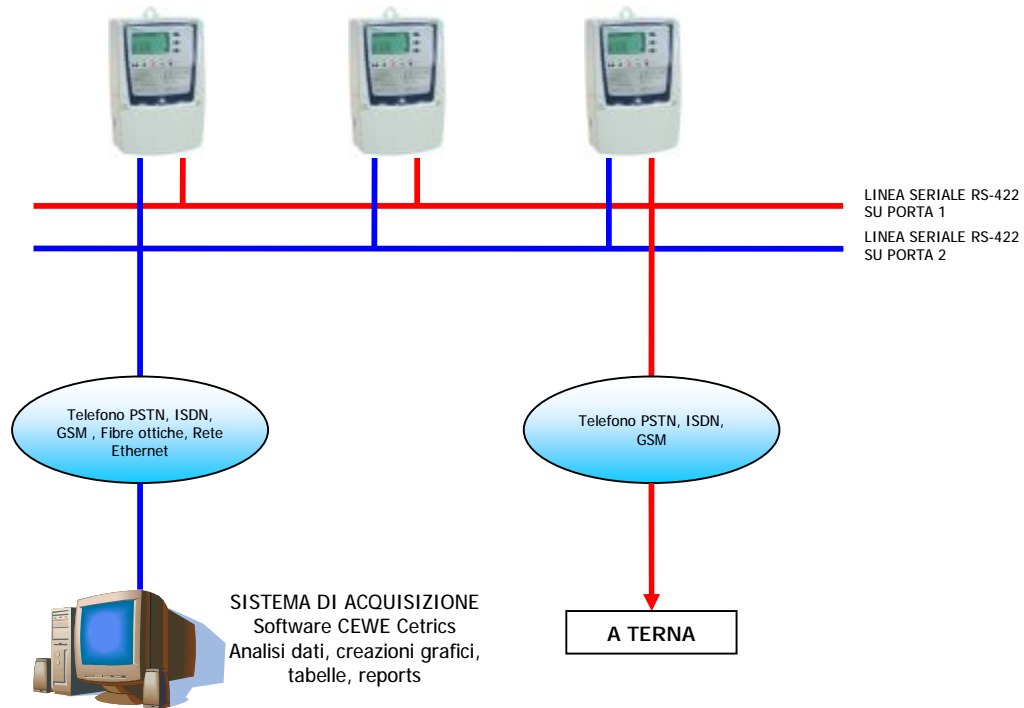 LINEA SERIALE RS-422
SU PORTA 1
LINEA SERIALE RS-422
SU PORTA 2
Telefono PSTN, ISDN,
GSM , Fibre ottiche, Rete
Ethernet
Telefono PSTN, ISDN,
GSM
SISTEMA DI ACQUISIZIONE
Software CEWE Cetrics
Analisi dati, creazioni grafici,
tabelle, reports
A TERNA